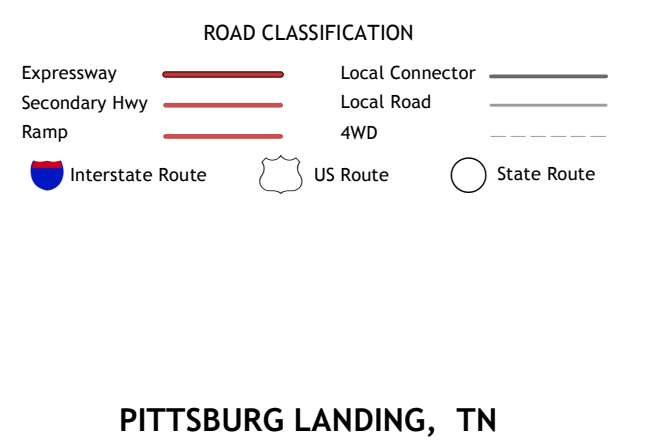 ROAD CLASSIFICATION
Expressway
Local Connector
Secondary Hwy
Local Road
Ramp
4WD
Interstate Route
US Route
State Route
PITTSBURG LANDING, TN